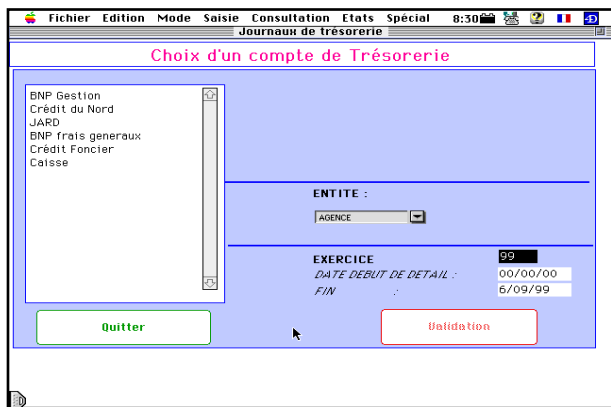 Fichier Edition Mode Saisie Consultation Etats Spécial 8:30
Journaux de trésorerie
Choix d'un compte de Trésorerie
BNP Gestion
Crédit du Nord
JARD
BNP frais generaux
Crédit Foncier
Caisse
ENTITE :
AGENCE
EXERCICE 99
DATE DEBUT DE DETAIL : 00/00/00
FIN : 6/09/99
Quitter
Validation